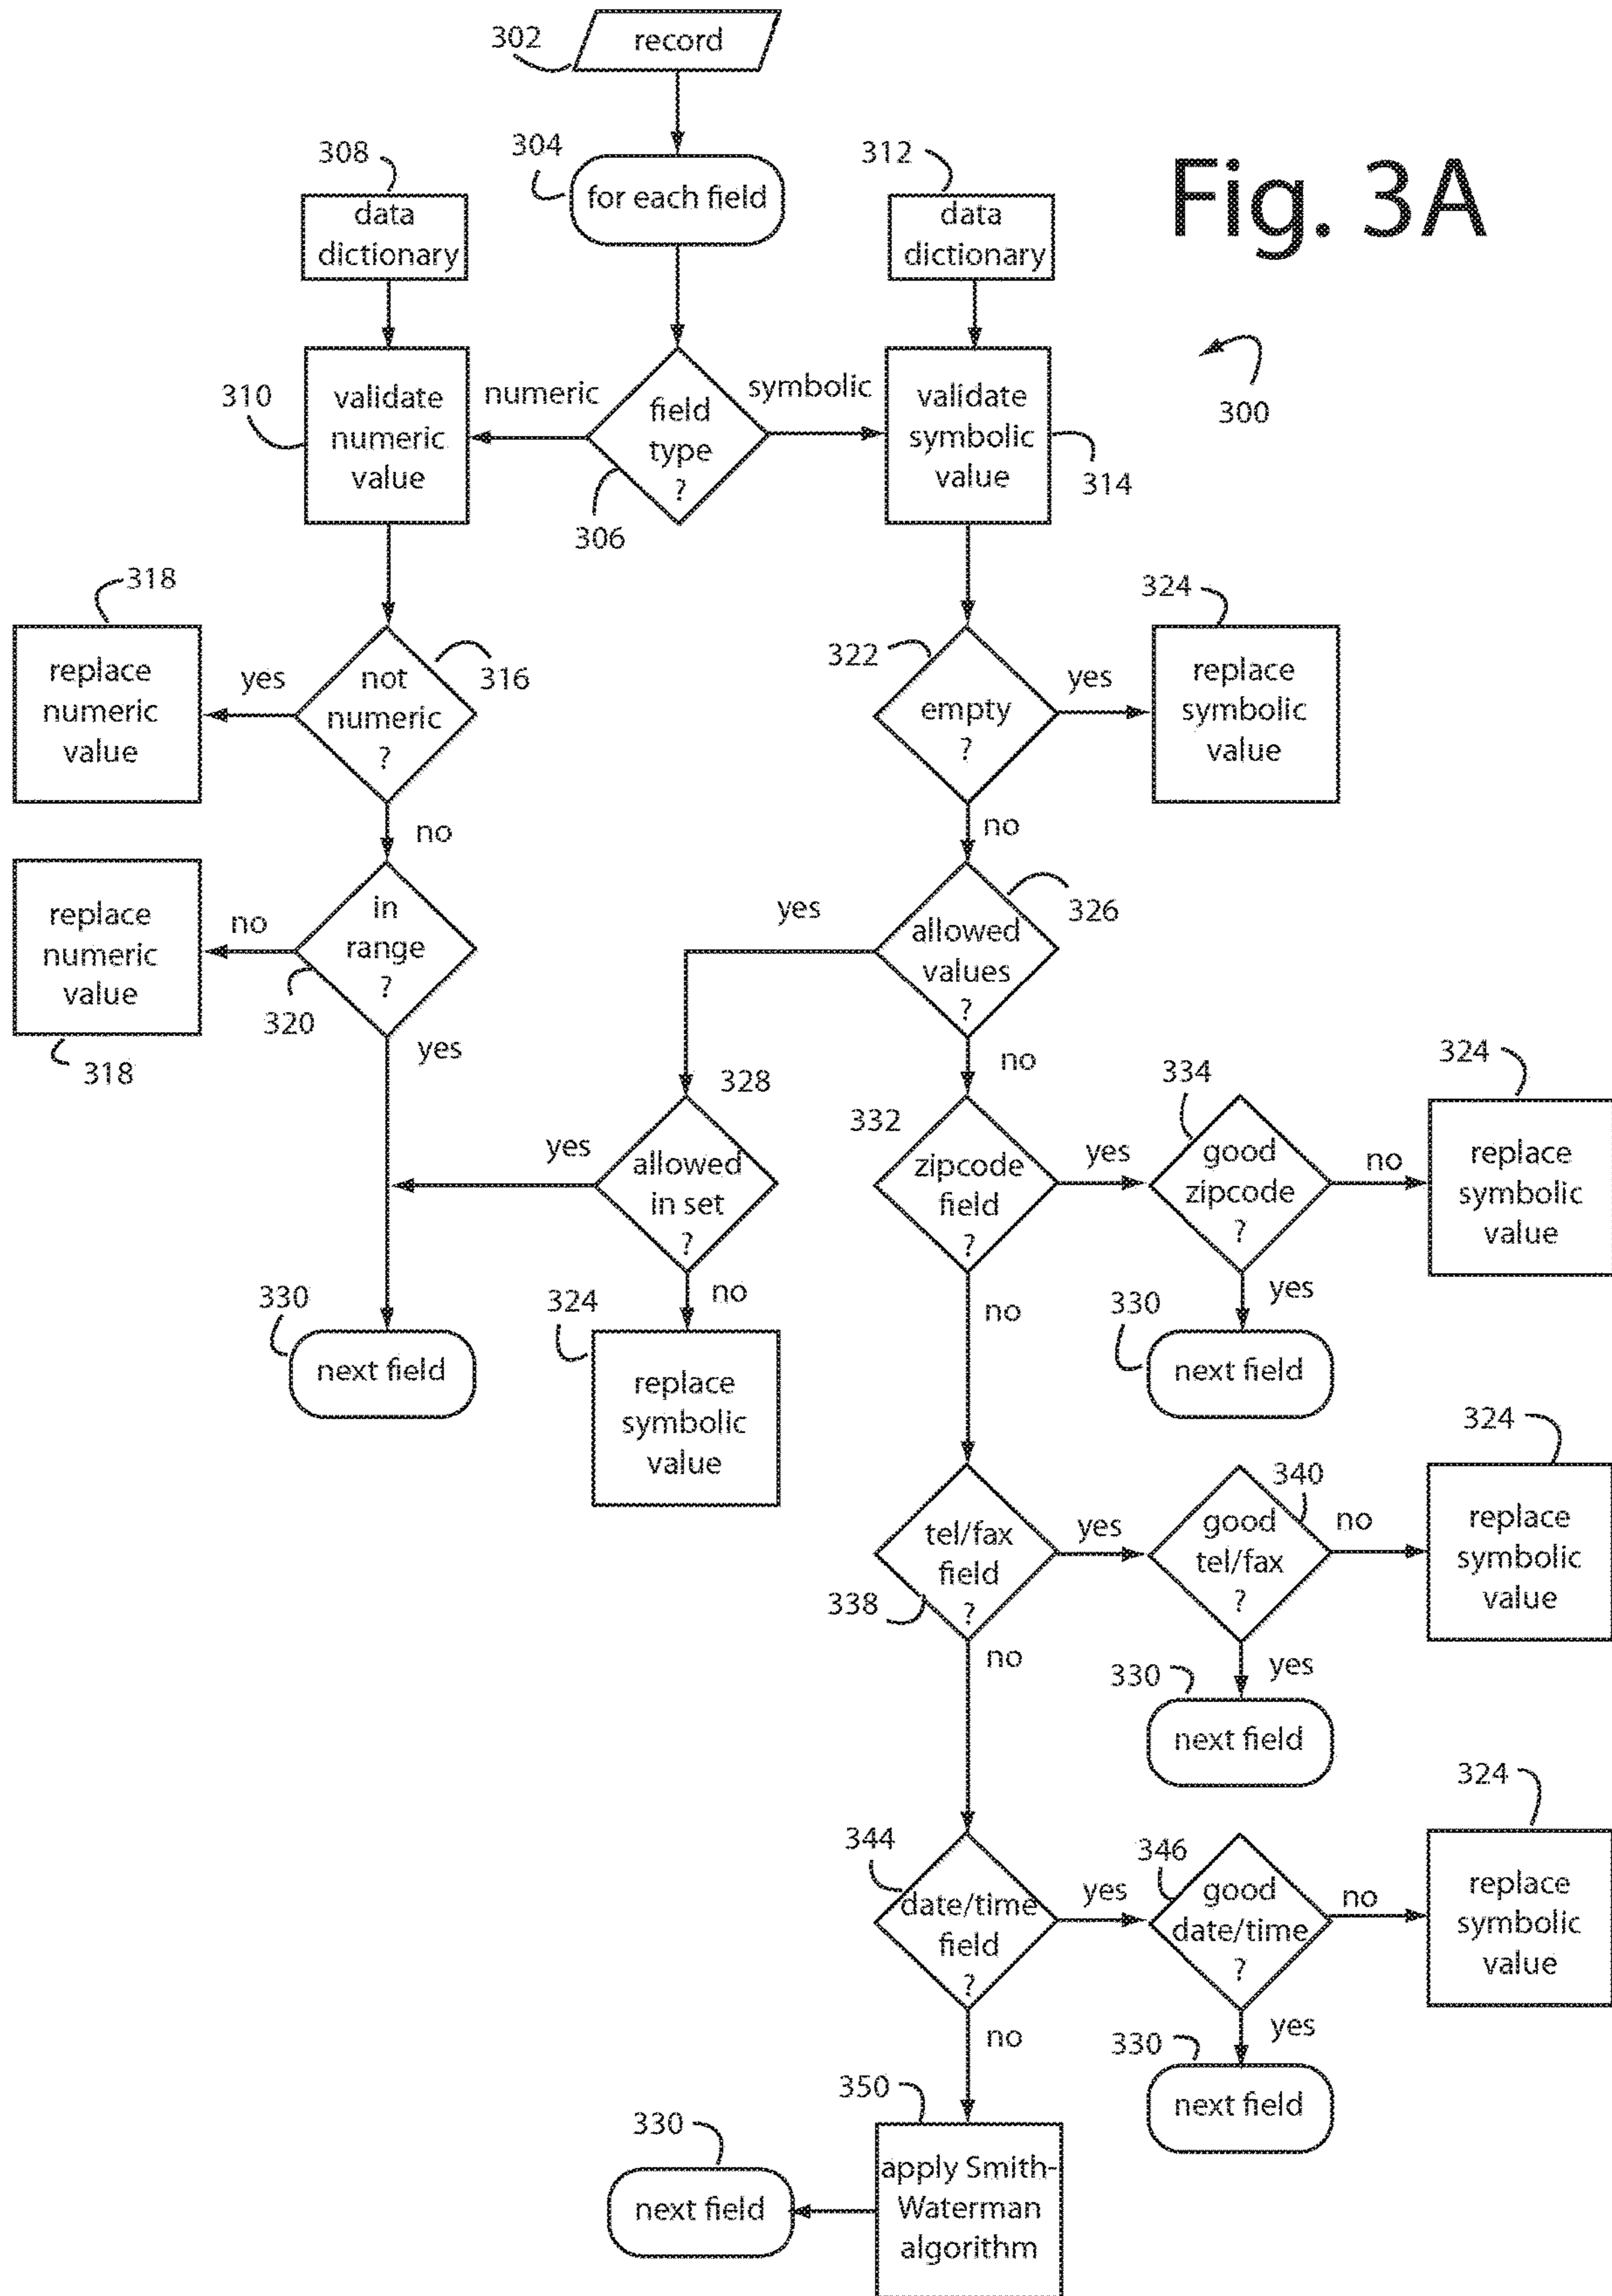 302
record
308
304
312
Fig. 3A
data
dictionary
for each field
data
dictionary
310
validate
numeric
value
numeric
field
type
?
symbolic
validate
symbolic
value
300
306
314
318
324
replace
numeric
value
yes
not
numeric
?
316
322
empty
?
yes
replace
symbolic
value
no
no
replace
numeric
value
no
in
range
?
yes
allowed
values
?
326
320
318
yes
no
328
332
334
324
yes
allowed
in set
?
zipcode
field
?
yes
good
zipcode
?
no
replace
symbolic
value
330
next field
324
no
replace
symbolic
value
no
yes
330
next field
324
tel/fax
field
?
338
yes
good
tel/fax
?
340
no
replace
symbolic
value
no
yes
330
next field
324
344
date/time
field
?
yes
346
good
date/time
?
no
replace
symbolic
value
no
yes
330
next field
350
330
next field
apply Smith-
Waterman
algorithm